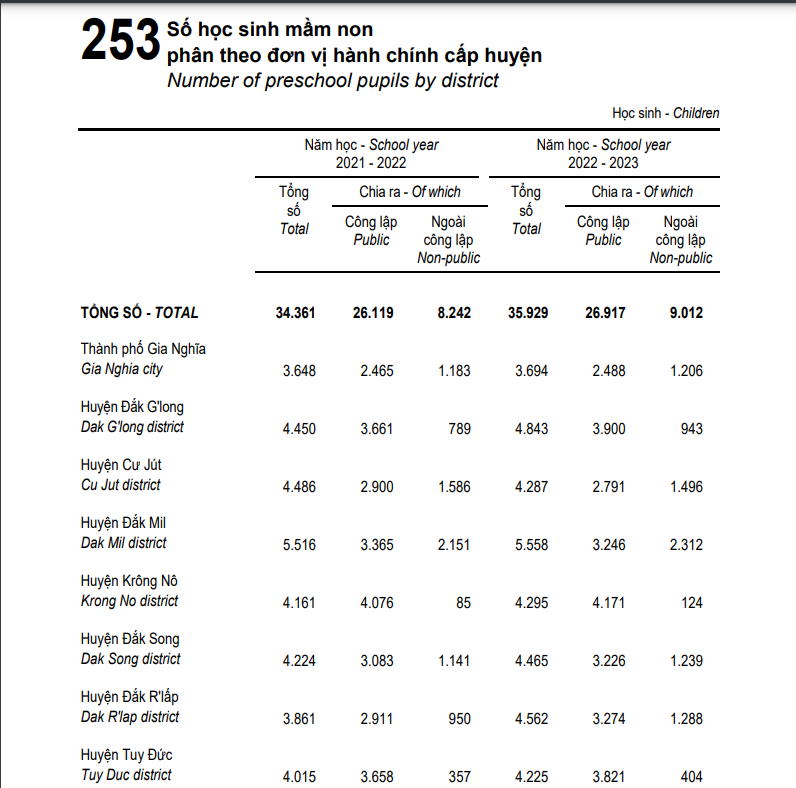 253 Số học sinh mầm non
phân theo đơn vị hành chính cấp huyện
Number of preschool pupils by district
Học sinh - Children
Năm học - School year Năm học - School year
2021 - 2022 2022 - 2023
Tổng Chia ra - Of which Tổng Chia ra - Of which
số số
Total Công lập Ngoài Total Công lập Ngoài
Public công lập Public công lập
Non-public Non-public
TỔNG SỐ - TOTAL 34.361 26.119 8.242 35.929 26.917 9.012
Thành phố Gia Nghĩa
Gia Nghia city 3.648 2.465 1.183 3.694 2.488 1.206
Huyện Đắk G'long
Dak G'long district 4.450 3.661 789 4.843 3.900 943
Huyện Cư Jút
Cu Jut district 4.486 2.900 1.586 4.287 2.791 1.496
Huyện Đắk Mil
Dak Mil district 5.516 3.365 2.151 5.558 3.246 2.312
Huyện Krông Nô
Krong No district 4.161 4.076 85 4.295 4.171 124
Huyện Đắk Song
Dak Song district 4.224 3.083 1.141 4.465 3.226 1.239
Huyện Đắk R'lấp
Dak R'lap district 3.861 2.911 950 4.562 3.274 1.288
Huyện Tuy Đức
Tuy Duc district 4.015 3.658 357 4.225 3.821 404